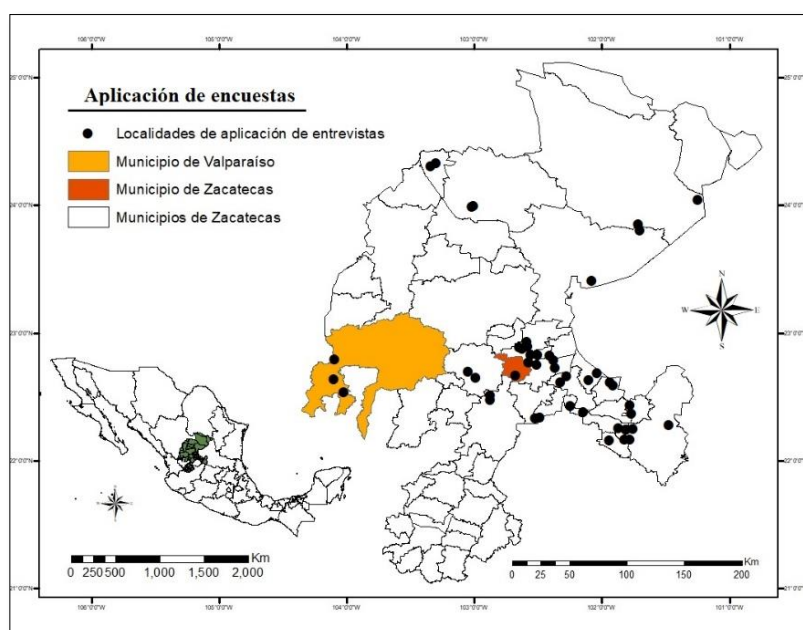 106°0'0"W 105°0'0"W 104°0'0"W 103°0'0"W 102°0'0"W 101°0'0"W
25°0'0"N
25°0'0"N
Aplicación de encuestas
Localidades de aplicación de entrevistas
Municipio de Valparaíso
Municipio de Zacatecas
Municipios de Zacatecas
24°0'0"N
24°0'0"N
N
W E
S
23°0'0"N
23°0'0"N
22°0'0"N
22°0'0"N
Km
0 250 500 1,000 1,500 2,000
Km
0 25 50 100 150 200
21°0'0"N
21°0'0"N
106°0'0"W 105°0'0"W 104°0'0"W 103°0'0"W 102°0'0"W 101°0'0"W